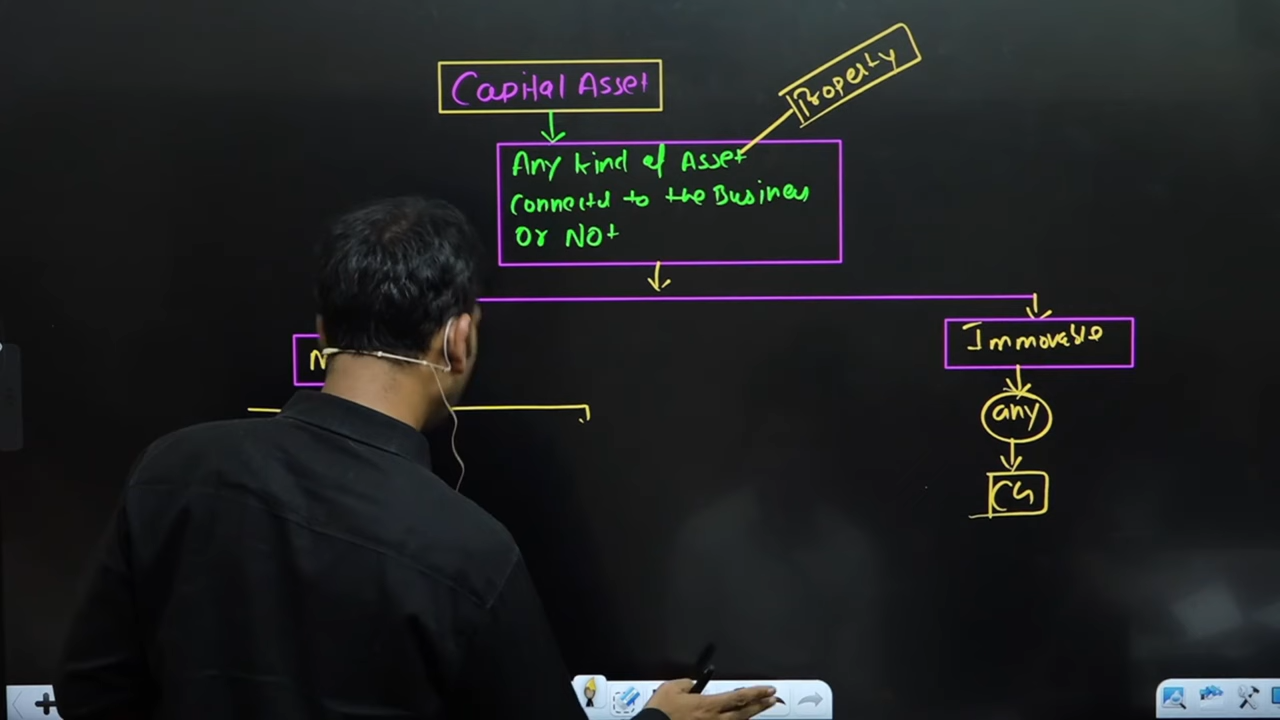 Capital Asset
Property
Any kind of Asset
Connected to the Business
Or NOt
Immovable
any
CG